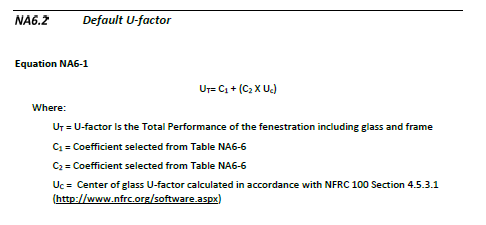 NA6.2 Default U-factor
Equation NA6-1
UT= C1 + (C2 X Uc)
Where:
UT = U-factor Is the Total Performance of the fenestration including glass and frame
C1 = Coefficient selected from Table NA6-6
C2 = Coefficient selected from Table NA6-6
UC = Center of glass U-factor calculated in accordance with NFRC 100 Section 4.5.3.1
(http://www.nfrc.org/software.aspx)